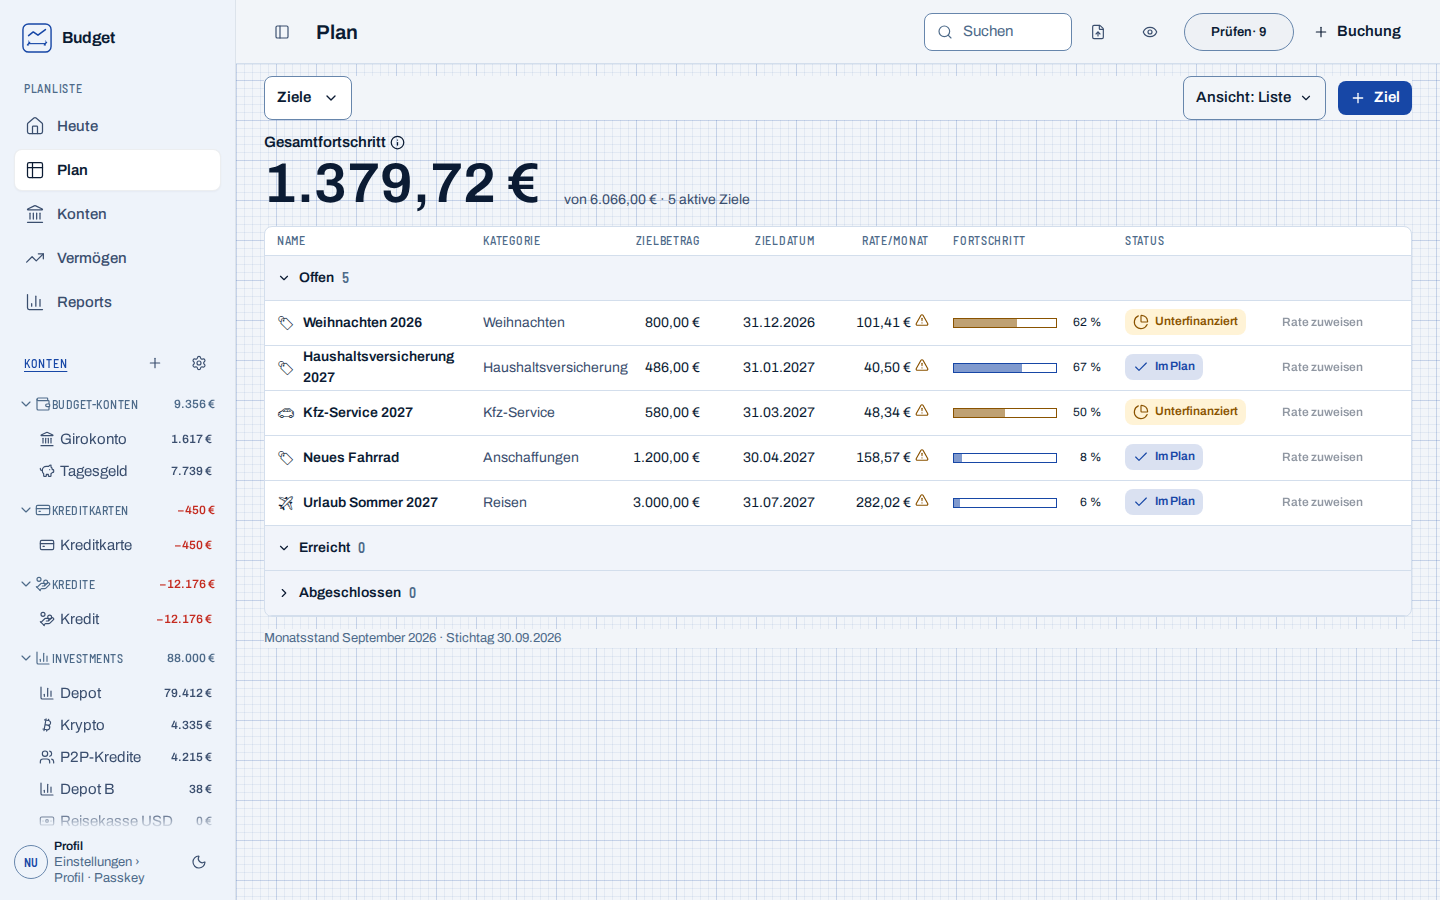 Budget
Plan
Suchen
Prüfen · 9
Buchung
PLANLISTE
Heute
Plan
Konten
Vermögen
Reports
KONTEN
BUDGET-KONTEN 9.356 €
Girokonto 1.617 €
Tagesgeld 7.739 €
KREDITKARTEN −450 €
Kreditkarte −450 €
KREDITE −12.176 €
Kredit −12.176 €
INVESTMENTS 88.000 €
Depot 79.412 €
Krypto 4.335 €
P2P-Kredite 4.215 €
Depot B 38 €
Reisekasse USD 0 €
NU
Profil
Einstellungen ›
Profil · Passkey
Ziele
Ansicht: Liste
Ziel
Gesamtfortschritt
1.379,72 €
von 6.066,00 € · 5 aktive Ziele
NAME KATEGORIE ZIELBETRAG ZIELDATUM RATE/MONAT FORTSCHRITT STATUS
Offen 5
Weihnachten 2026 Weihnachten 800,00 € 31.12.2026 101,41 € 62 % Unterfinanziert Rate zuweisen
Haushaltsversicherung
2027 Haushaltsversicherung 486,00 € 31.01.2027 40,50 € 67 % Im Plan Rate zuweisen
Kfz-Service 2027 Kfz-Service 580,00 € 31.03.2027 48,34 € 50 % Unterfinanziert Rate zuweisen
Neues Fahrrad Anschaffungen 1.200,00 € 30.04.2027 158,57 € 8 % Im Plan Rate zuweisen
Urlaub Sommer 2027 Reisen 3.000,00 € 31.07.2027 282,02 € 6 % Im Plan Rate zuweisen
Erreicht 0
Abgeschlossen 0
Monatsstand September 2026 · Stichtag 30.09.2026